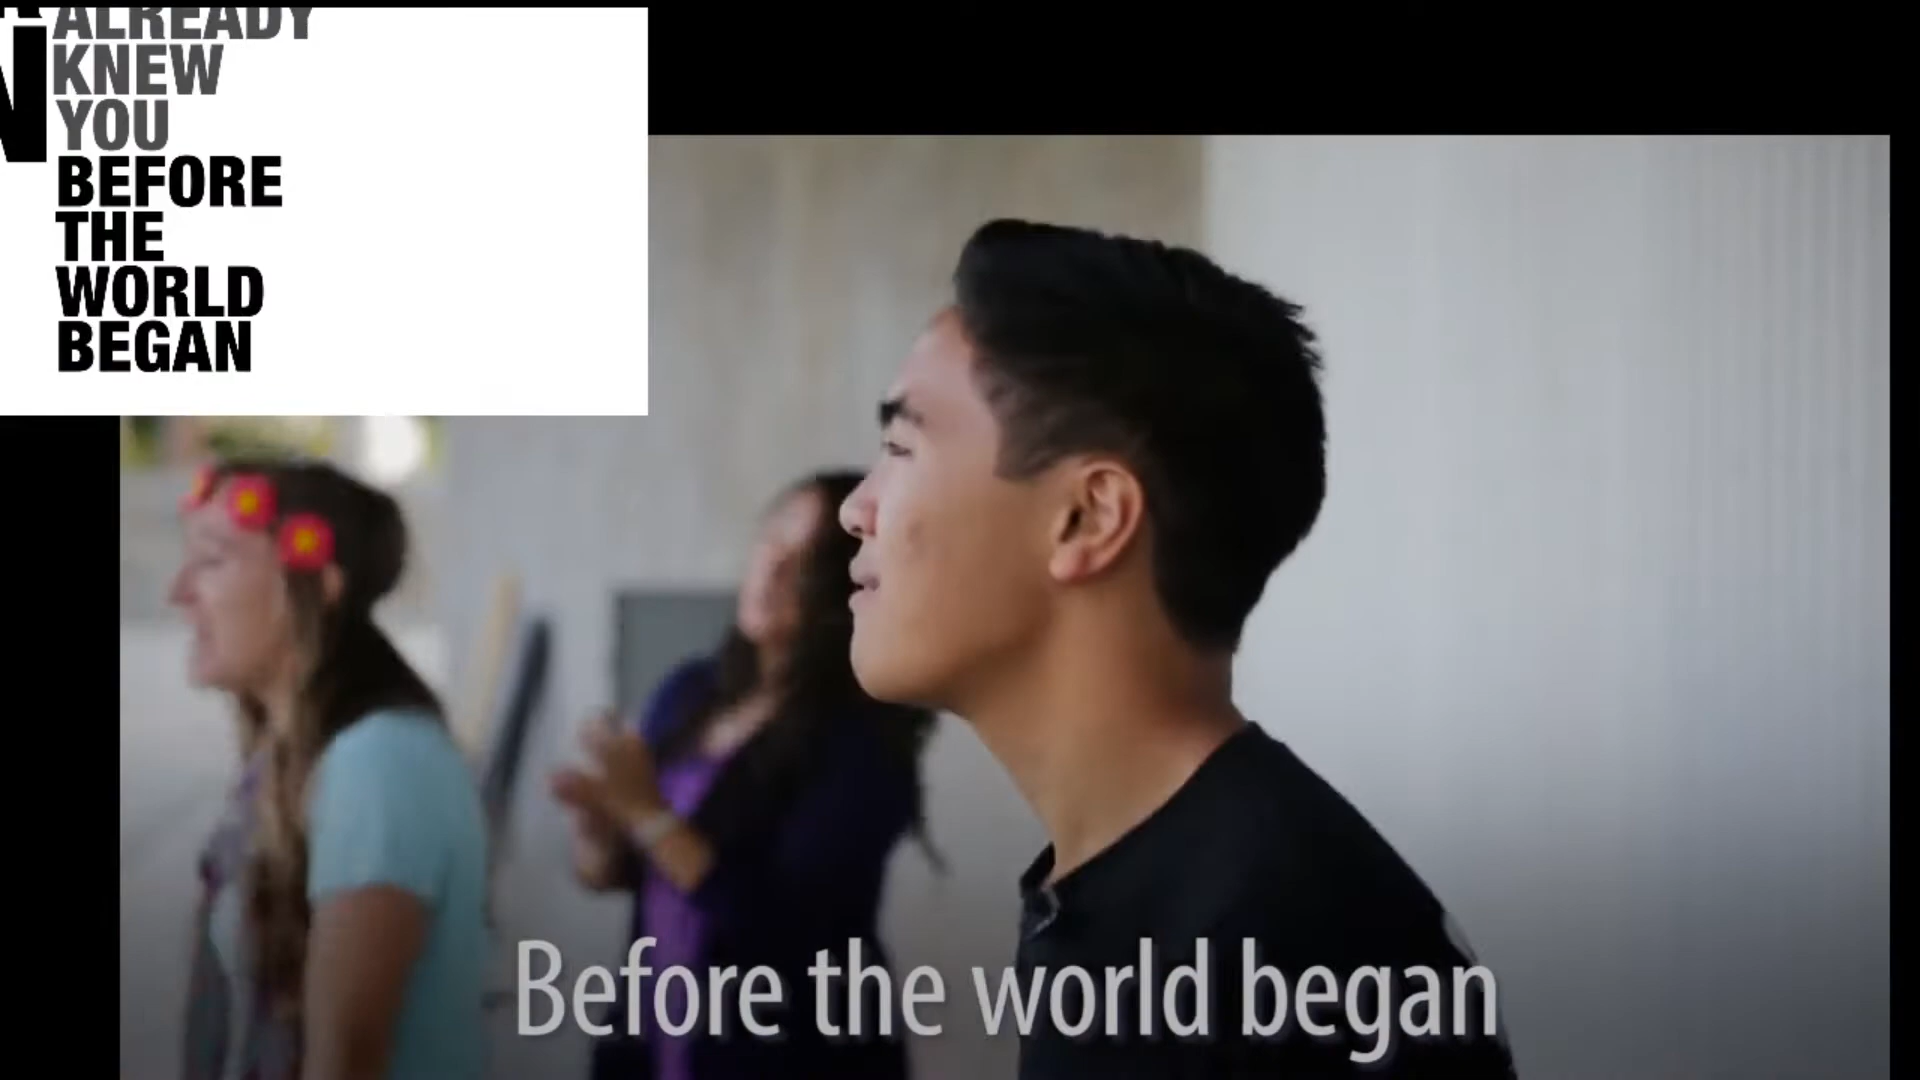 ALREADY
KNEW
YOU
BEFORE
THE
WORLD
BEGAN
Before the world began